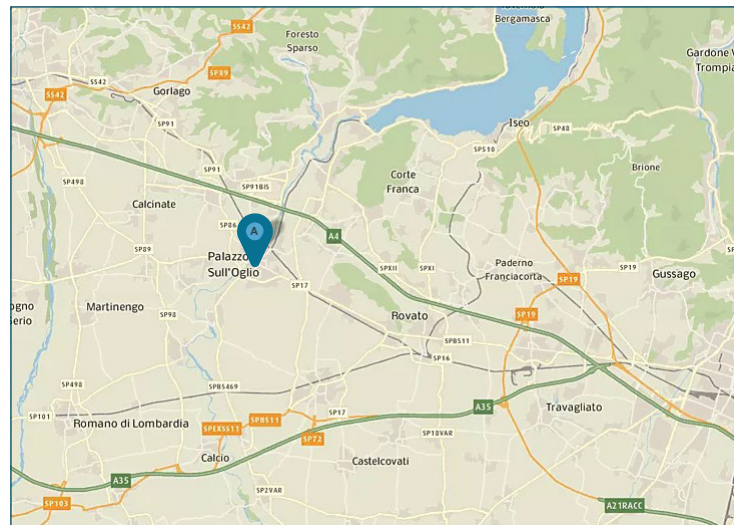 Bergamasca
Foresto
Sparso
Gardone V
Trompia
SS42
SP89
SS42
Gorlago
SP91
Iseo
SP48
SP510
SP91
Brione
SP498
SP91BIS
Corte
Franca
Calcinate
SP86
A
A4
SP89
Palazzo
Sull'Oglio
SPXII
SPXI
Paderno
Franciacorta
SP19
Gussago
SP19
SP17
ogno
erio
Martinengo
SP98
Rovato
SP19
SPBS11
SP16
SP498
SPBS469
SP101
Romano di Lombardia
SPBS11
SP17
A35
Travagliato
SPEXSS11
SP72
SP18VAR
Calcio
Castelcovati
A35
SP2VAR
SP103
A21RACC